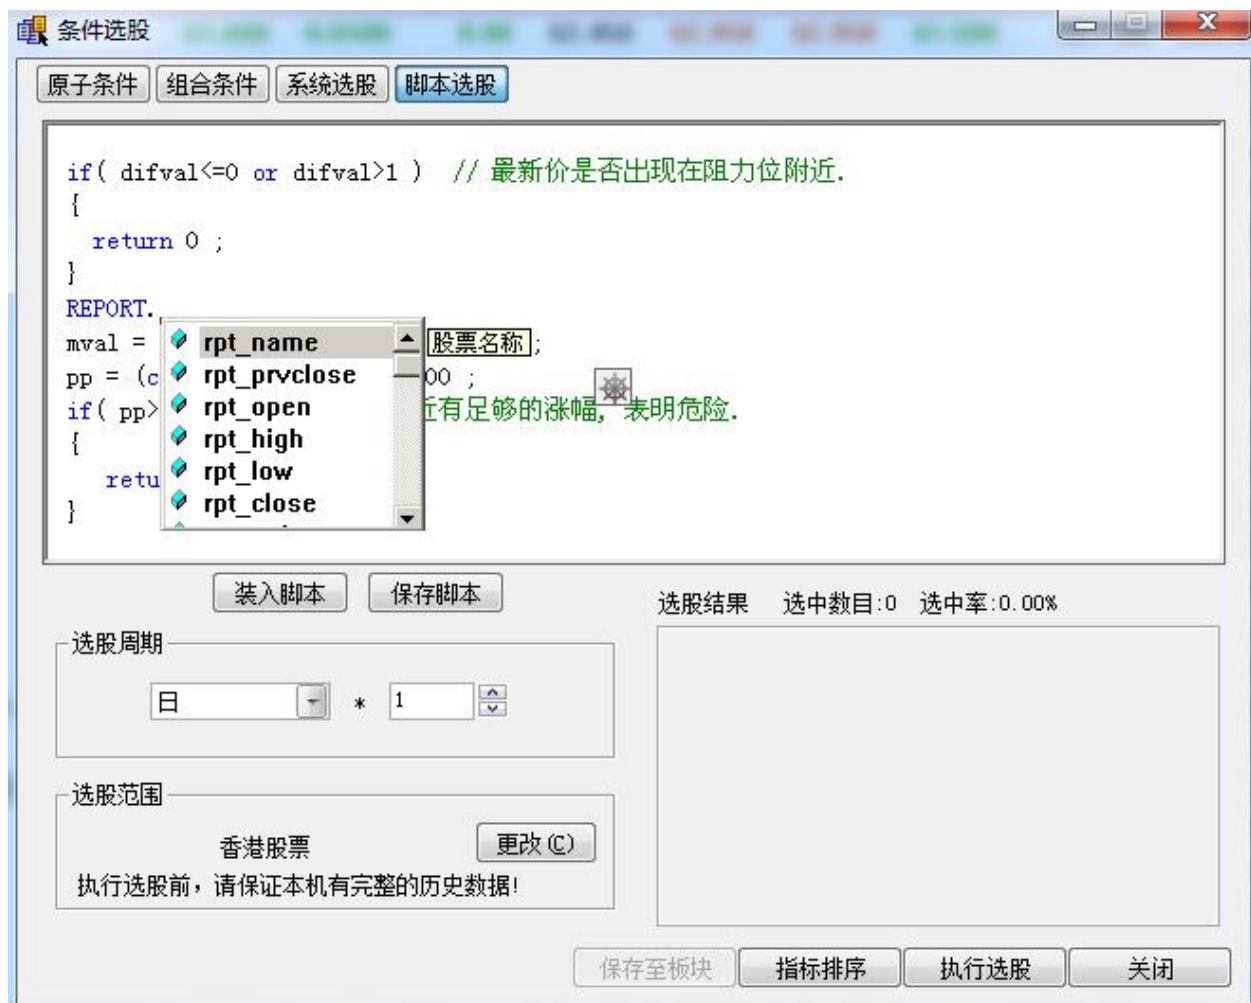 条件选股
原子条件 组合条件 系统选股 脚本选股
if( difval<=0 or difval>1 ) // 最新价是否出现在阻力位附近.
{
return 0 ;
}
REPORT.
mval = rpt_name 股票名称 ;
pp = (c rpt_prvclose 00 ;
if( pp> rpt_open 近有足够的涨幅, 表明危险.
{ rpt_high
retu rpt_low
} rpt_close
装入脚本 保存脚本
选股结果 选中数目:0 选中率:0.00%
选股周期
日 * 1
选股范围
香港股票 更改(C)
执行选股前，请保证本机有完整的历史数据!
保存至板块 指标排序 执行选股 关闭